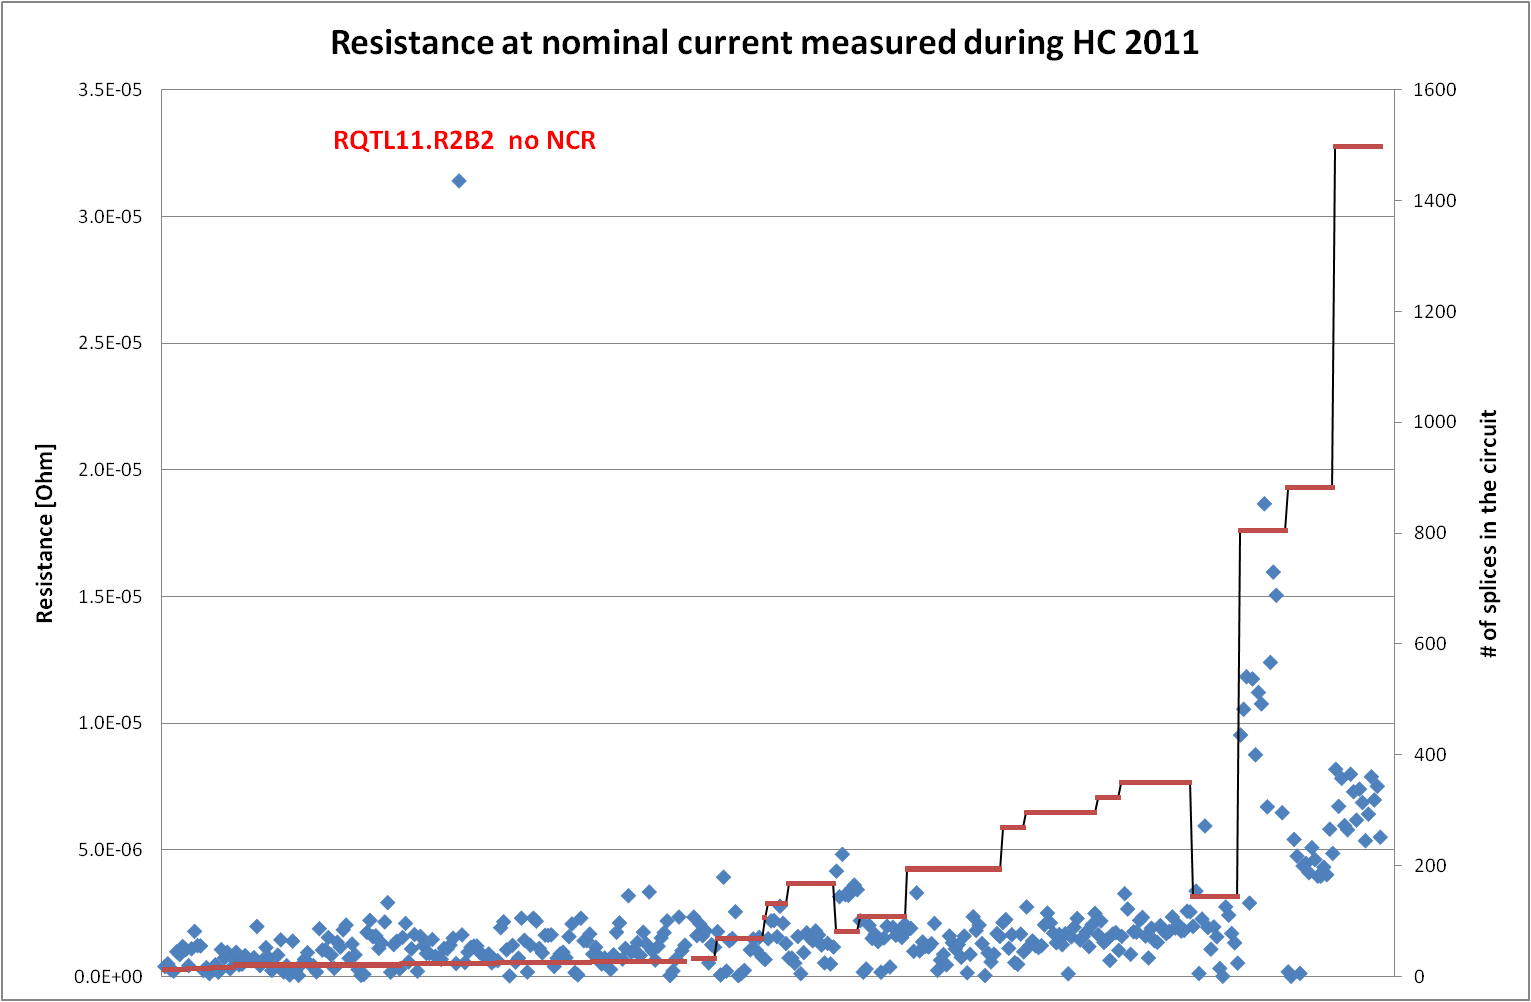 Resistance at nominal current measured during HC 2011
RQTL11.R2B2 no NCR
3.5E-05
3.0E-05
2.5E-05
2.0E-05
1.5E-05
1.0E-05
5.0E-06
0.0E+00
Resistance [Ohm]
1600
1400
1200
1000
800
600
400
200
0
# of splices in the circuit